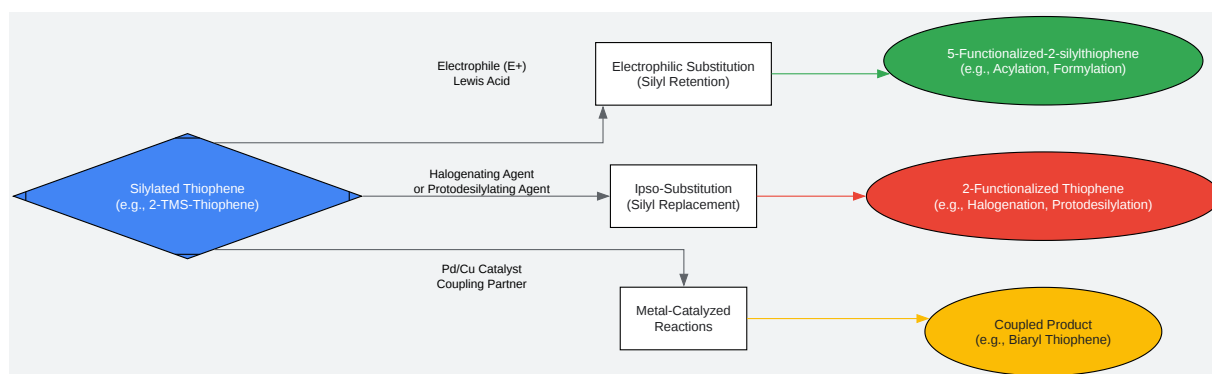 Electrophile (E+)
Lewis Acid
Electrophilic Substitution
(Silyl Retention)
5-Functionalized-2-silylthiophene
(e.g., Acylation, Formylation)
Silylated Thiophene
(e.g., 2-TMS-Thiophene)
Halogenating Agent
or Protodesilylating Agent
Ipso-Substitution
(Silyl Replacement)
2-Functionalized Thiophene
(e.g., Halogenation, Protodesilylation)
Pd/Cu Catalyst
Coupling Partner
Metal-Catalyzed
Reactions
Coupled Product
(e.g., Biaryl Thiophene)